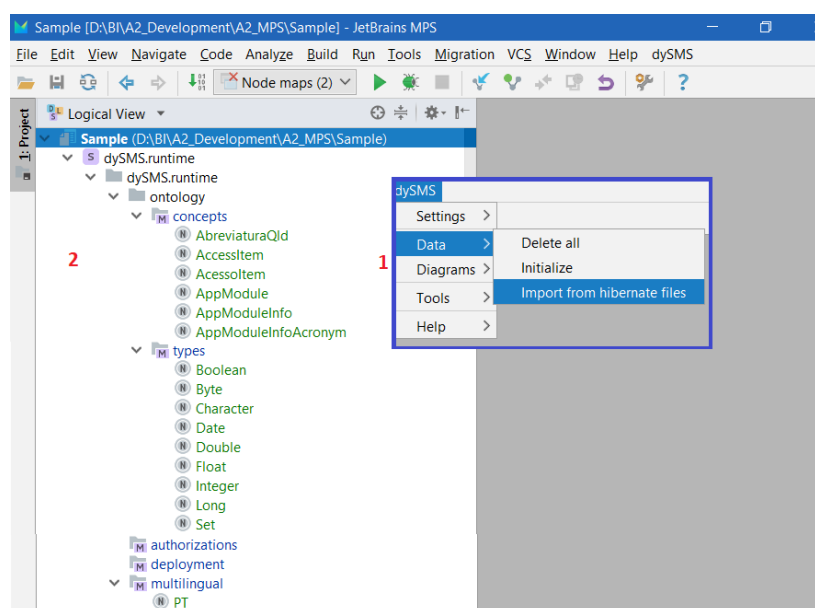 Sample [D:\BI\A2_Development\A2_MPS\Sample] - JetBrains MPS
File Edit View Navigate Code Analyze Build Run Tools Migration VCS Window Help dySMS
Node maps (2)
1: Project
Logical View
Sample (D:\BI\A2_Development\A2_MPS\Sample)
dySMS.runtime
dySMS.runtime
ontology
concepts
AbreviaturaQld
AccessItem
AcessoItem
AppModule
AppModuleInfo
AppModuleInfoAcronym
types
Boolean
Byte
Character
Date
Double
Float
Integer
Long
Set
authorizations
deployment
multilingual
PT
2
1
dySMS
Settings
Data
Diagrams
Tools
Help
Delete all
Initialize
Import from hibernate files